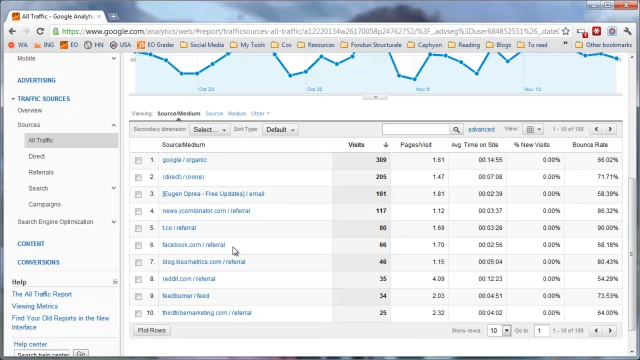 All Traffic - Google Analytics
https://www.google.com/analytics/web/#report/trafficsources-all-traffic/a12220134w26170058p24762752/%3F_.advseg%3Duser684852551%26_.date
WA ING EO HN USA EO Grader Social Media My Tools Cos Resources Fondun Structurale Caphyon Reading Blogs To read Other bookmarks
Mobile
ADVERTISING
TRAFFIC SOURCES
Overview
Sources
All Traffic
Direct
Referrals
Search
Campaigns
Search Engine Optimization
CONTENT
CONVERSIONS
Help
The All Traffic Report
Viewing Metrics
Find Your Old Reports in the New
Interface
Help center
Search help center Go
40 40
Oct 23 Oct 30 Nov 6 Nov 13
Viewing: Source/Medium Source Medium Other
Secondary dimension: Select... Sort Type: Default advanced View: 1 - 10 of 100
Source/Medium Visits Pages/Visit Avg. Time on Site % New Visits Bounce Rate
1. google / organic 309 1.61 00:14:55 0.00% 66.02%
2. (direct) / (none) 205 1.47 00:07:08 0.00% 71.71%
3. [Eugen Oprea - Free Updates] / email 161 1.81 00:02:39 0.00% 58.39%
4. news.ycombinator.com / referral 117 1.12 00:03:42 0.00% 86.32%
5. t.co / referral 80 1.69 00:09:28 0.00% 90.00%
6. facebook.com / referral 66 1.70 00:02:56 0.00% 68.18%
7. blog.kissmetrics.com / referral 46 1.15 00:05:04 0.00% 80.43%
8. reddit.com / referral 35 4.09 00:12:23 0.00% 54.29%
9. feedburner / feed 34 2.03 00:04:51 0.00% 73.53%
10. thirdtribemarketing.com / referral 25 2.32 00:04:02 0.00% 64.00%
Plot Rows Show rows: 10 Go to: 1 1 - 10 of 100